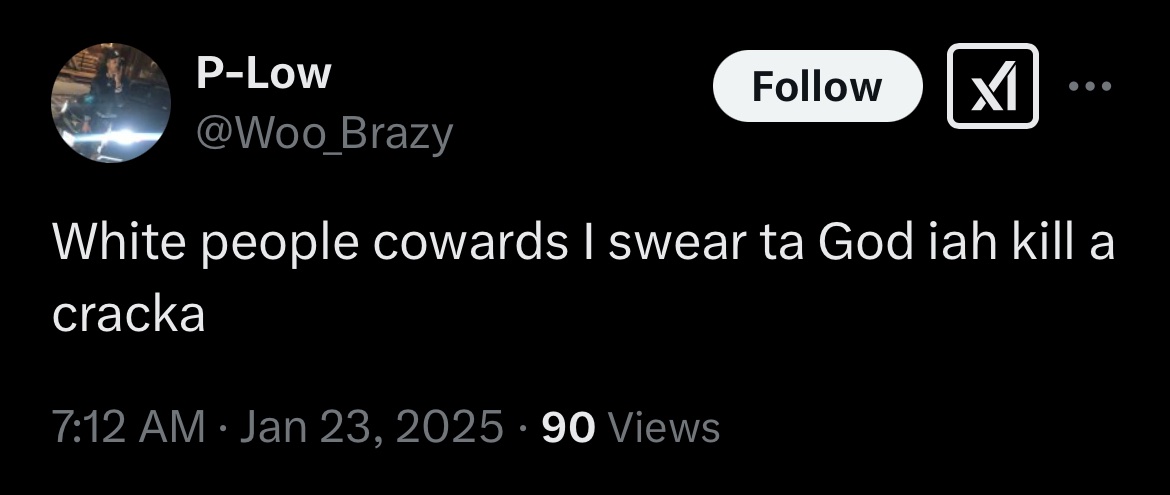 P-Low
Follow
@Woo_Brazy
White people cowards I swear ta God iah kill a
cracka
7:12 AM · Jan 23, 2025 · 90 Views